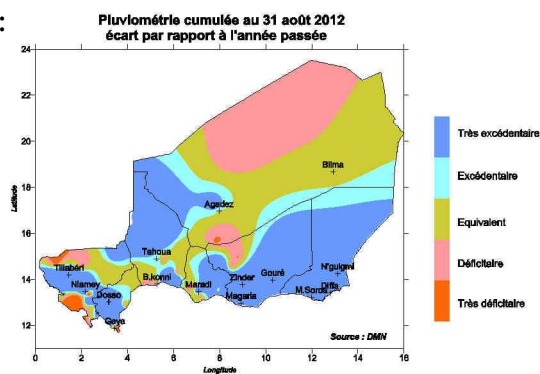 :
Pluviométrie cumulée au 31 août 2012
écart par rapport à l'année passée
24
22
20
18
16
14
12
Latitude
0
2
4
6
8
10
12
14
16
Longitude
Bilma
Agadez
Tahoua
Tillabéri
B.konni
Maradi
Zinder
Gouré
N'guigmi
Niamey
Dosso
Magaria
M.Soroa
Diffa
Gaya
Source : DMN
Très excédentaire
Excédentaire
Equivalent
Déficitaire
Très déficitaire